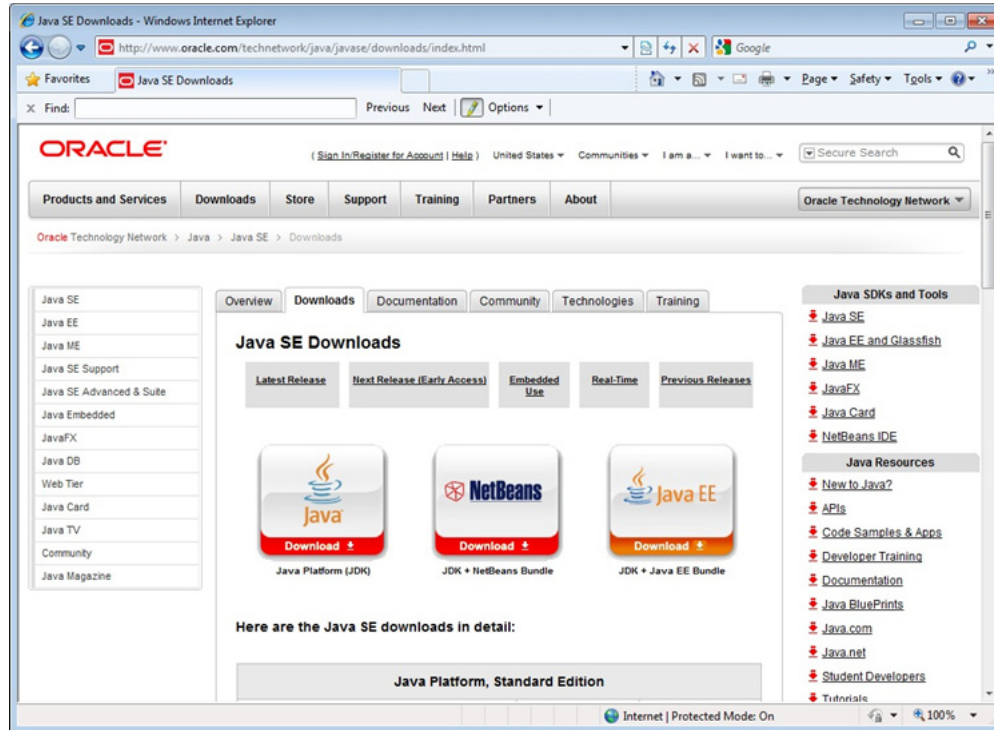 Java SE Downloads - Windows Internet Explorer
http://www.oracle.com/technetwork/java/javase/downloads/index.html
Google
Favorites
Java SE Downloads
Page
Safety
Tools
x Find:
Previous Next
Options
ORACLE
( Sign In/Register for Account | Help )
United States
Communities
I am a...
I want to...
Secure Search
Products and Services
Downloads
Store
Support
Training
Partners
About
Oracle Technology Network
Oracle Technology Network > Java > Java SE > Downloads
Java SE
Java EE
Java ME
Java SE Support
Java SE Advanced & Suite
Java Embedded
JavaFX
Java DB
Web Tier
Java Card
Java TV
Community
Java Magazine
Overview
Downloads
Documentation
Community
Technologies
Training
Java SE Downloads
Latest Release
Next Release (Early Access)
Embedded
Use
Real-Time
Previous Releases
Java
Download
Java Platform (JDK)
NetBeans
Download
JDK + NetBeans Bundle
Java EE
Download
JDK + Java EE Bundle
Here are the Java SE downloads in detail:
Java Platform, Standard Edition
Java SDKs and Tools
Java SE
Java EE and Glassfish
Java ME
JavaFX
Java Card
NetBeans IDE
Java Resources
New to Java?
APIs
Code Samples & Apps
Developer Training
Documentation
Java BluePrints
Java.com
Java.net
Student Developers
Tutorials
Internet | Protected Mode: On
100%